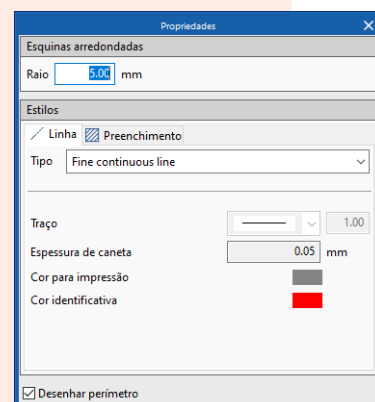 Propriedades
Esquinas arredondadas
Raio 5.00 mm
Estilos
Linha Preenchimento
Tipo Fine continuous line
Traço 1.00
Espessura de caneta 0.05 mm
Cor para impressão
Cor identificativa
Desenhar perímetro